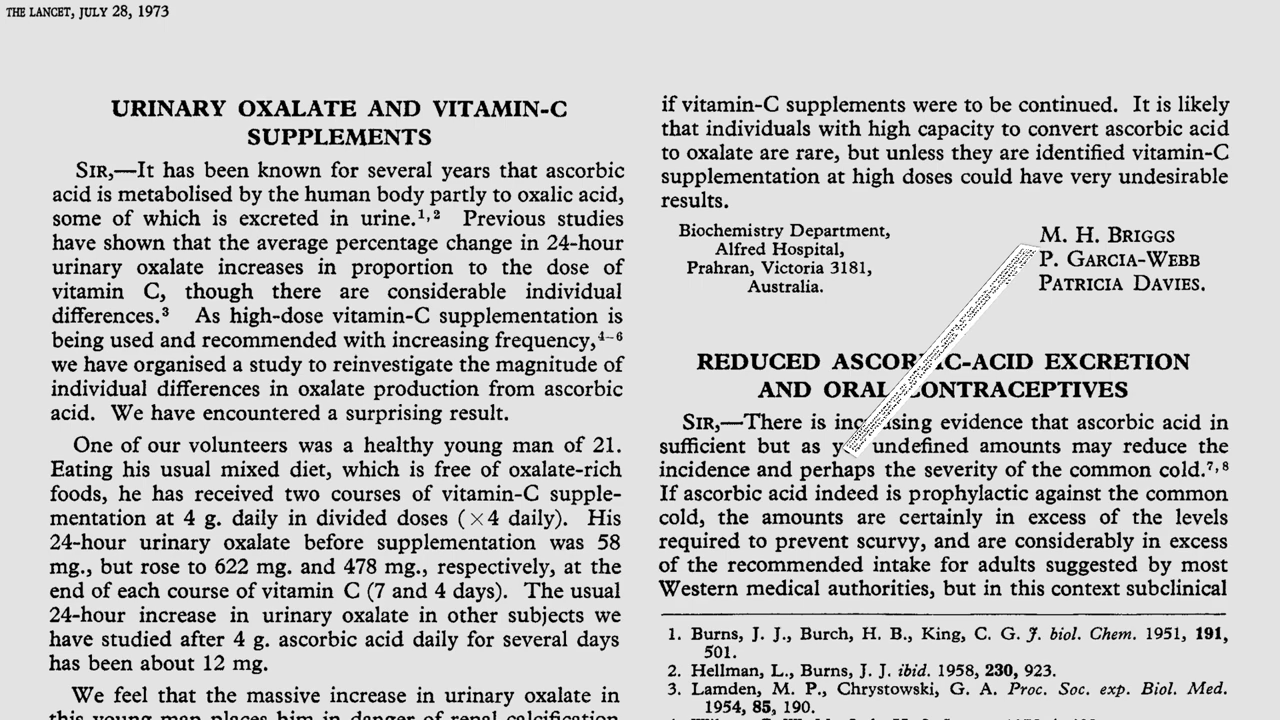 THE LANCET, JULY 28, 1973
URINARY OXALATE AND VITAMIN-C
SUPPLEMENTS
SIR,—It has been known for several years that ascorbic
acid is metabolised by the human body partly to oxalic acid,
some of which is excreted in urine.¹,² Previous studies
have shown that the average percentage change in 24-hour
urinary oxalate increases in proportion to the dose of
vitamin C, though there are considerable individual
differences.³ As high-dose vitamin-C supplementation is
being used and recommended with increasing frequency,⁴⁻⁶
we have organised a study to reinvestigate the magnitude of
individual differences in oxalate production from ascorbic
acid. We have encountered a surprising result.
One of our volunteers was a healthy young man of 21.
Eating his usual mixed diet, which is free of oxalate-rich
foods, he has received two courses of vitamin-C supple-
mentation at 4 g. daily in divided doses (×4 daily). His
24-hour urinary oxalate before supplementation was 58
mg., but rose to 622 mg. and 478 mg., respectively, at the
end of each course of vitamin C (7 and 4 days). The usual
24-hour increase in urinary oxalate in other subjects we
have studied after 4 g. ascorbic acid daily for several days
has been about 12 mg.
We feel that the massive increase in urinary oxalate in
this young man places him in danger of renal calcification
if vitamin-C supplements were to be continued. It is likely
that individuals with high capacity to convert ascorbic acid
to oxalate are rare, but unless they are identified vitamin-C
supplementation at high doses could have very undesirable
results.
Biochemistry Department,
Alfred Hospital,
Prahran, Victoria 3181,
Australia.
M. H. BRIGGS
P. GARCIA-WEBB
PATRICIA DAVIES.
REDUCED ASCORBIC-ACID EXCRETION
AND ORAL CONTRACEPTIVES
SIR,—There is increasing evidence that ascorbic acid in
sufficient but as yet undefined amounts may reduce the
incidence and perhaps the severity of the common cold.⁷,⁸
If ascorbic acid indeed is prophylactic against the common
cold, the amounts are certainly in excess of the levels
required to prevent scurvy, and are considerably in excess
of the recommended intake for adults suggested by most
Western medical authorities, but in this context subclinical
1. Burns, J. J., Burch, H. B., King, C. G. J. biol. Chem. 1951, 191,
501.
2. Hellman, L., Burns, J. J. ibid. 1958, 230, 923.
3. Lamden, M. P., Chrystowski, G. A. Proc. Soc. exp. Biol. Med.
1954, 85, 190.